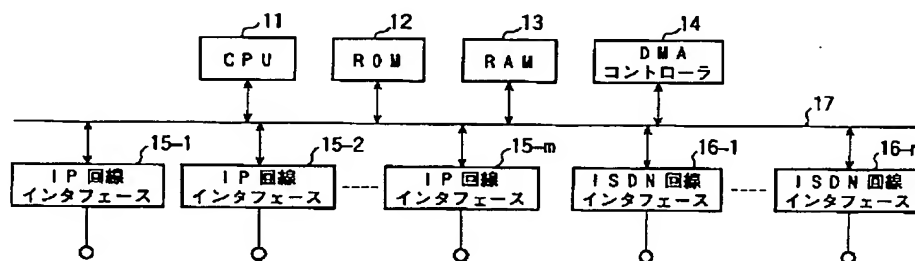 11
12
13
14
CPU
ROM
RAM
DMA
コントローラ
17
15-1
15-2
15-m
16-1
IP回線
インタフェース
IP回線
インタフェース
IP回線
インタフェース
ISDN回線
インタフェース
ISDN回線
インタフェース